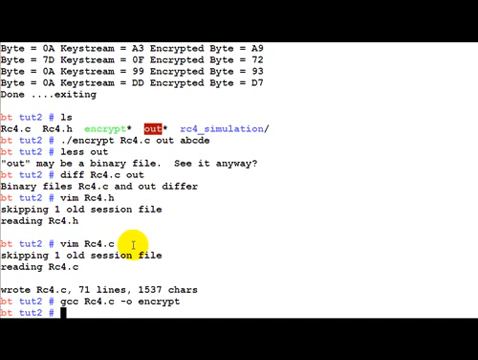 Byte = 0A Keystream = A3 Encrypted Byte = A9
Byte = 7D Keystream = 0F Encrypted Byte = 72
Byte = 0A Keystream = 99 Encrypted Byte = 93
Byte = 0A Keystream = DD Encrypted Byte = D7
Done ....exiting
bt tut2 # ls
Rc4.c Rc4.h encrypt* out* rc4_simulation/
bt tut2 # ./encrypt Rc4.c out abcde
bt tut2 # less out
"out" may be a binary file. See it anyway?
bt tut2 # diff Rc4.c out
Binary files Rc4.c and out differ
bt tut2 # vim Rc4.h
skipping 1 old session file
reading Rc4.h
bt tut2 # vim Rc4.c
skipping 1 old session file
reading Rc4.c
wrote Rc4.c, 71 lines, 1537 chars
bt tut2 # gcc Rc4.c -o encrypt
bt tut2 #